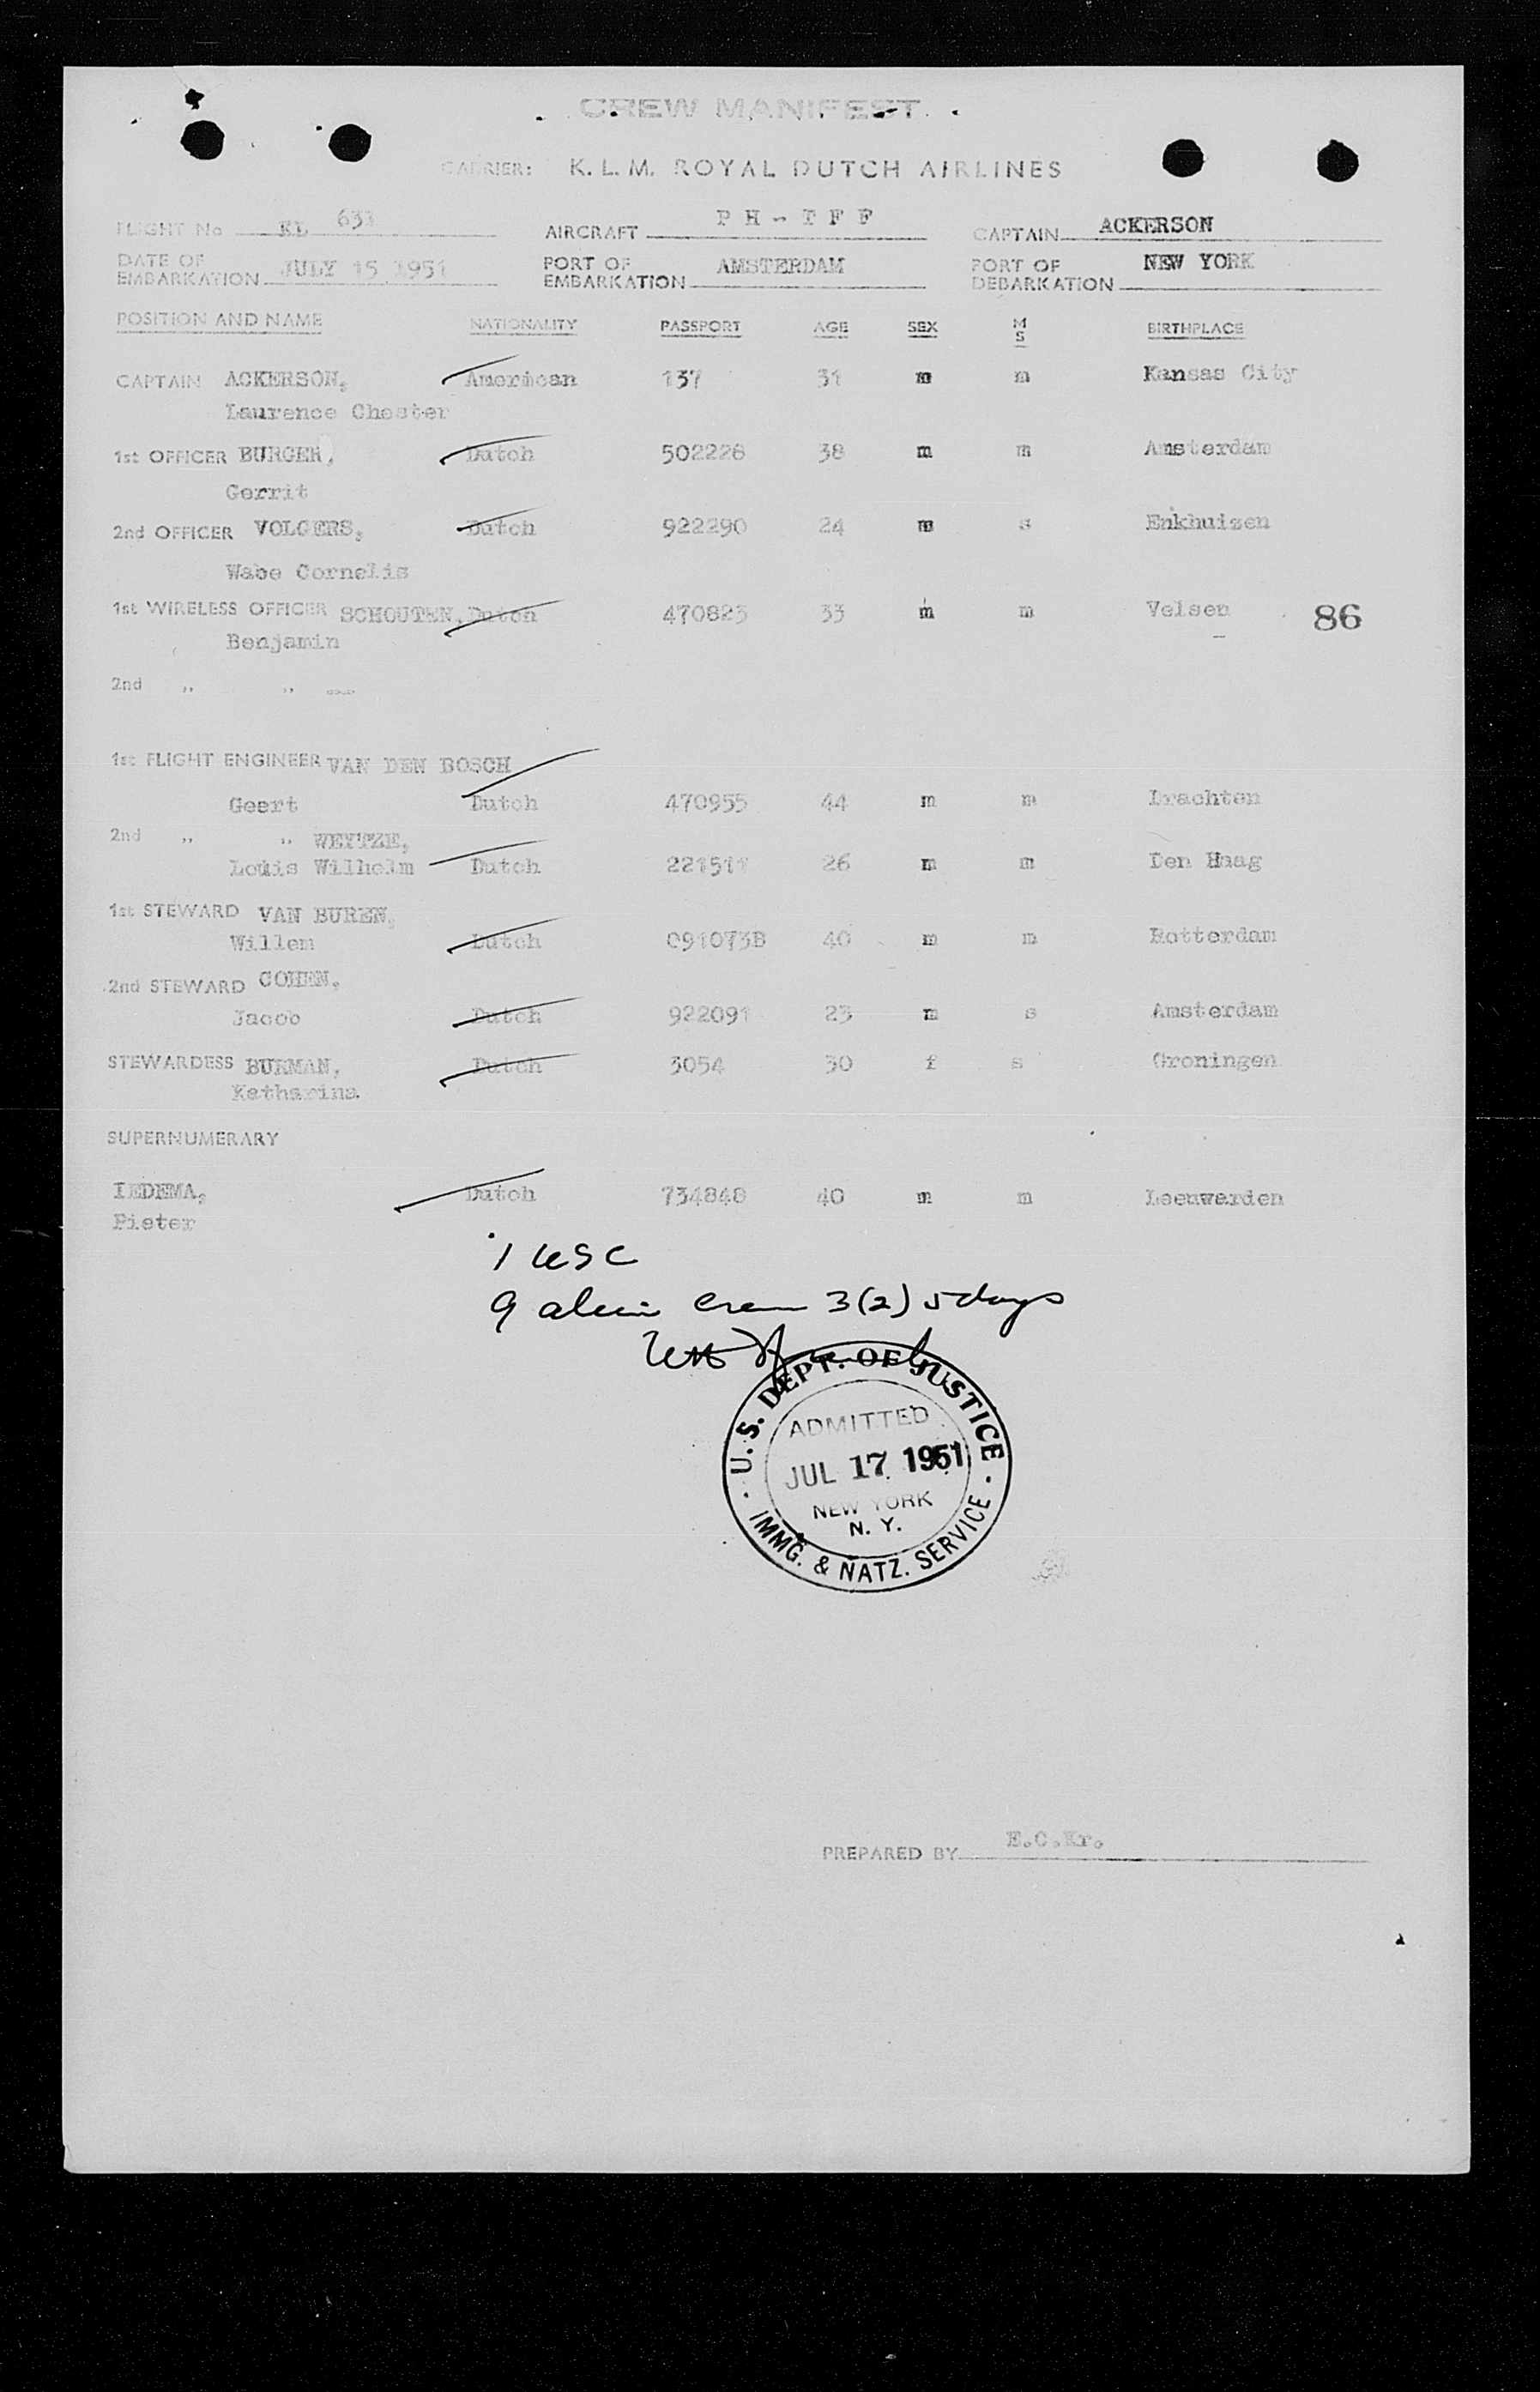 CREW MANIFEST
CARRIER: K. L. M. ROYAL DUTCH AIRLINES
FLIGHT No KL 633 AIRCRAFT PH-TFF CAPTAIN ACKERSON
DATE OF EMBARKATION JULY 15 1951 PORT OF EMBARKATION AMSTERDAM PORT OF DEBARKATION NEW YORK
POSITION AND NAME NATIONALITY PASSPORT AGE SEX M S BIRTHPLACE
CAPTAIN ACKERSON, American 137 31 m m Kansas City
Laurence Chester
1st OFFICER BURGER, Dutch 502228 38 m m Amsterdam
Gerrit
2nd OFFICER VOLGERS, Dutch 922290 24 m s Enkhuizen
Wabe Cornelis
1st WIRELESS OFFICER SCHOUTEN, Dutch 470823 33 m m Velsen 86
Benjamin
2nd " "
1st FLIGHT ENGINEER VAN DEN BOSCH
Geert Dutch 470955 44 m m Drachten
2nd " " WEYTZE,
Louis Wilhelm Dutch 221511 26 m m Den Haag
1st STEWARD VAN BUREN,
Willem Dutch 091073B 40 m m Rotterdam
2nd STEWARD COHEN,
Jacob Dutch 922091 23 m s Amsterdam
STEWARDESS BURMAN, Dutch 3054 30 f s Groningen
Katharina
SUPERNUMERARY
IEDEMA, Dutch 734848 40 m m Leeuwarden
Pieter
1 USC
9 alien crew 3(2) 5 days
U.S. DEPT. OF JUSTICE
ADMITTED
JUL 17 1951
NEW YORK
N. Y.
IMMG. & NATZ. SERVICE
PREPARED BY E.C.Kr.